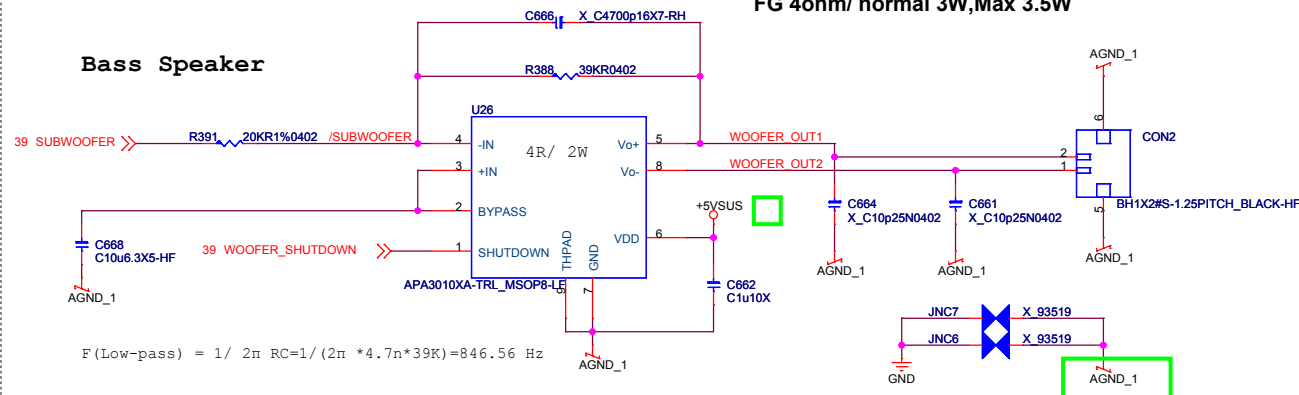 FG 4ohm/ normal 3W,Max 3.5W
C666 X_C4700p16X7-RH
Bass Speaker
AGND_1
R388 39KR0402
U26
6
CON2
39 SUBWOOFER R391 20KR1%0402 /SUBWOOFER 4 -IN 4R/ 2W Vo+ 5 WOOFER_OUT1
2
3 +IN Vo- 8 WOOFER_OUT2
1
2 BYPASS
+5VSUS
C664
X_C10p25N0402
C661
X_C10p25N0402
5
BH1X2#S-1.25PITCH_BLACK-HF
C668
C10u6.3X5-HF
39 WOOFER_SHUTDOWN 1 SHUTDOWN
THPAD
GND
VDD 6
AGND_1
AGND_1
AGND_1
AGND_1
APA3010XA-TRL_MSOP8-LF
9
7
C662
C1u10X
JNC7 X_93519
JNC6 X_93519
F(Low-pass) = 1/ 2π RC=1/(2π *4.7n*39K)=846.56 Hz
AGND_1
GND
AGND_1